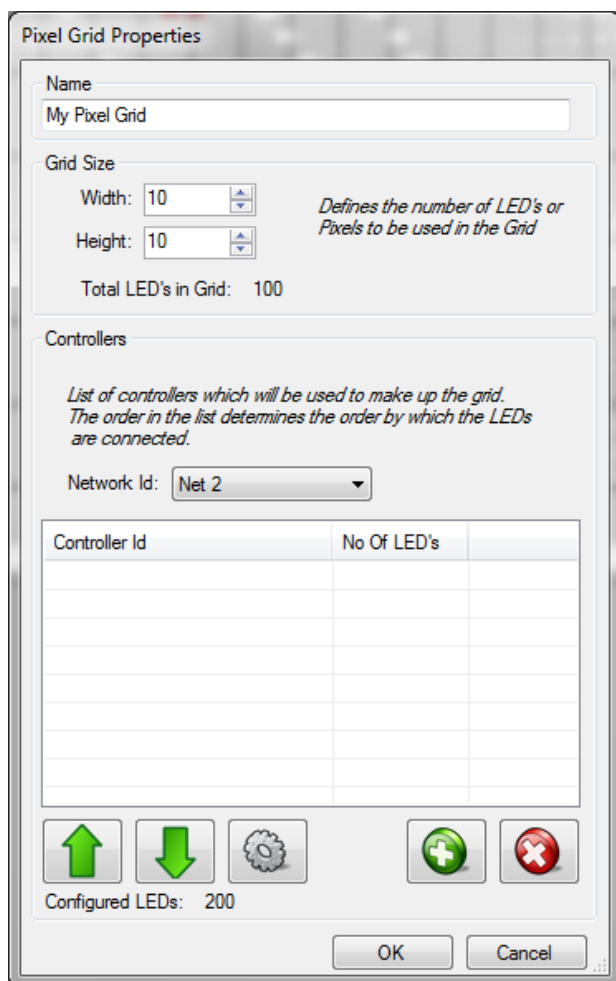 Pixel Grid Properties
Name
My Pixel Grid
Grid Size
Width: 10
Defines the number of LED's or
Pixels to be used in the Grid
Height: 10
Total LED's in Grid: 100
Controllers
List of controllers which will be used to make up the grid.
The order in the list determines the order by which the LEDs
are connected.
Network Id: Net 2
Controller Id No Of LED's
Configured LEDs: 200
OK Cancel